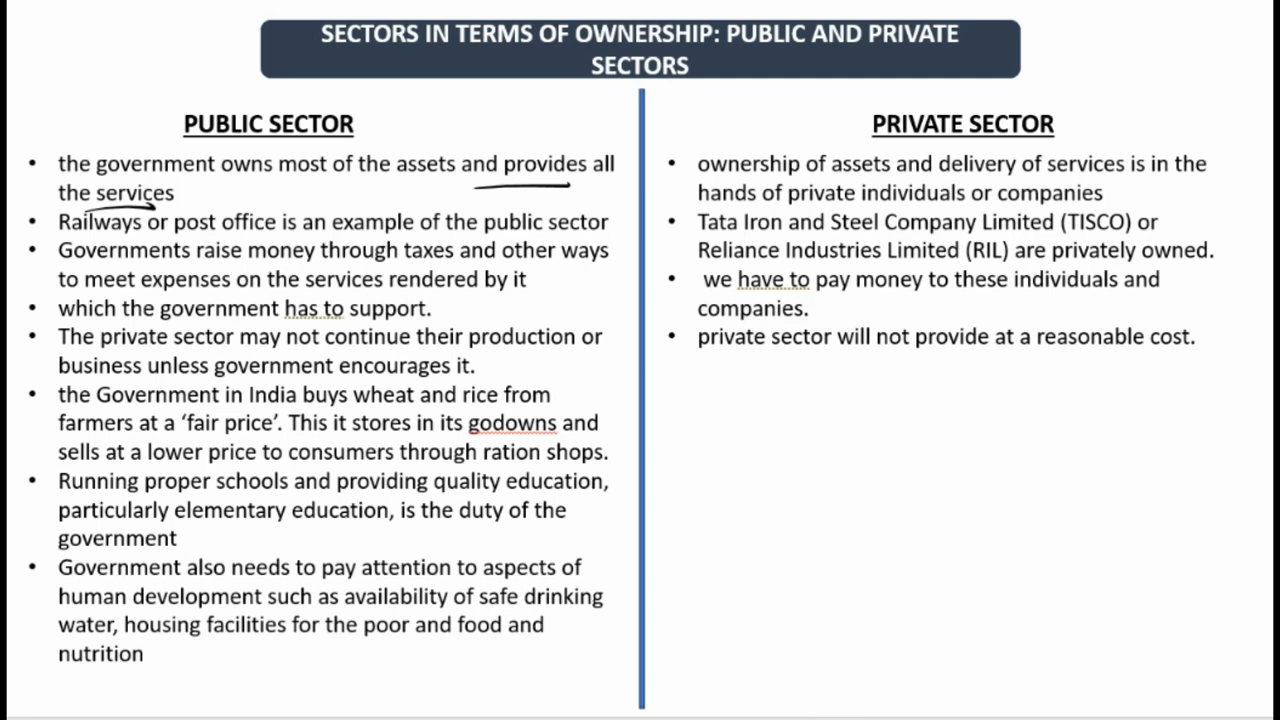 SECTORS IN TERMS OF OWNERSHIP: PUBLIC AND PRIVATE
SECTORS
PUBLIC SECTOR
• the government owns most of the assets and provides all
the services
• Railways or post office is an example of the public sector
• Governments raise money through taxes and other ways
to meet expenses on the services rendered by it
• which the government has to support.
• The private sector may not continue their production or
business unless government encourages it.
• the Government in India buys wheat and rice from
farmers at a ‘fair price’. This it stores in its godowns and
sells at a lower price to consumers through ration shops.
• Running proper schools and providing quality education,
particularly elementary education, is the duty of the
government
• Government also needs to pay attention to aspects of
human development such as availability of safe drinking
water, housing facilities for the poor and food and
nutrition
PRIVATE SECTOR
• ownership of assets and delivery of services is in the
hands of private individuals or companies
• Tata Iron and Steel Company Limited (TISCO) or
Reliance Industries Limited (RIL) are privately owned.
• we have to pay money to these individuals and
companies.
• private sector will not provide at a reasonable cost.